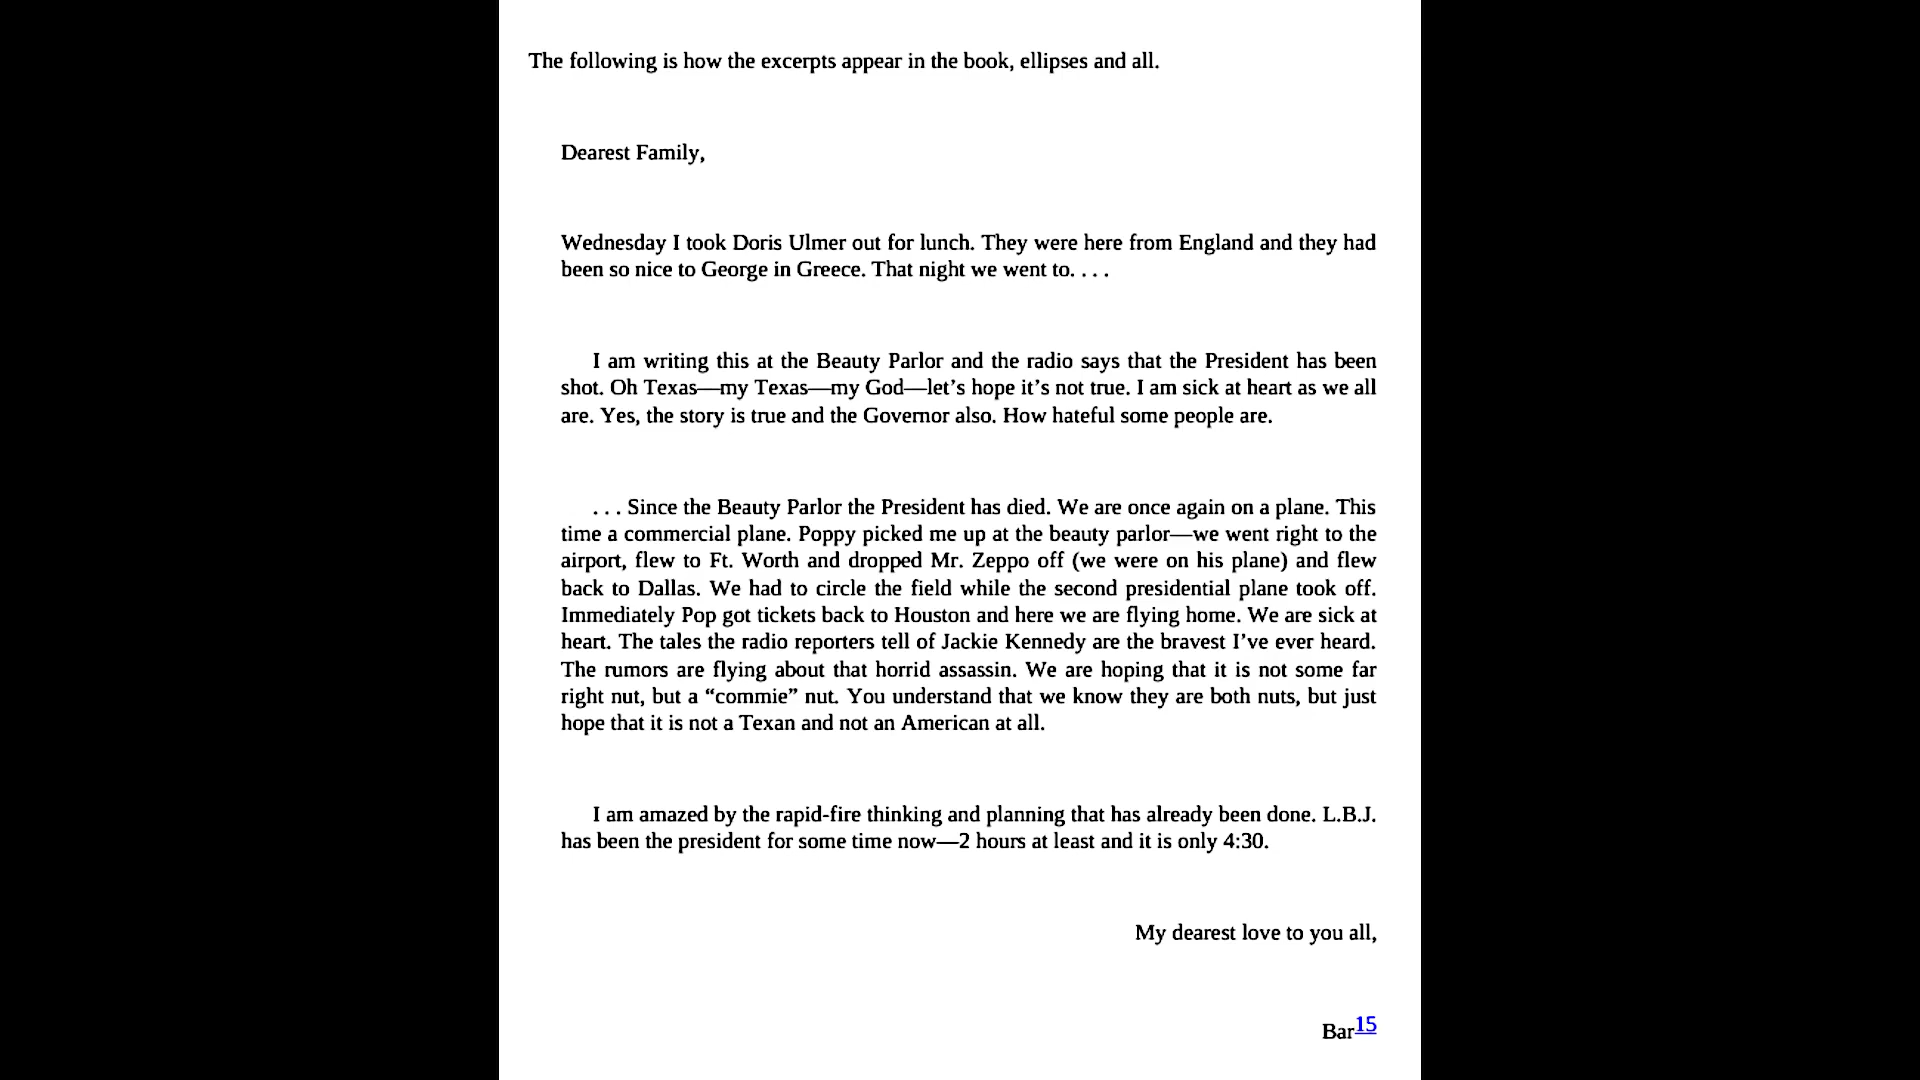 The following is how the excerpts appear in the book, ellipses and all.
Dearest Family,
Wednesday I took Doris Ulmer out for lunch. They were here from England and they had
been so nice to George in Greece. That night we went to. . . .
I am writing this at the Beauty Parlor and the radio says that the President has been
shot. Oh Texas—my Texas—my God—let’s hope it’s not true. I am sick at heart as we all
are. Yes, the story is true and the Governor also. How hateful some people are.
. . . Since the Beauty Parlor the President has died. We are once again on a plane. This
time a commercial plane. Poppy picked me up at the beauty parlor—we went right to the
airport, flew to Ft. Worth and dropped Mr. Zeppo off (we were on his plane) and flew
back to Dallas. We had to circle the field while the second presidential plane took off.
Immediately Pop got tickets back to Houston and here we are flying home. We are sick at
heart. The tales the radio reporters tell of Jackie Kennedy are the bravest I’ve ever heard.
The rumors are flying about that horrid assassin. We are hoping that it is not some far
right nut, but a “commie” nut. You understand that we know they are both nuts, but just
hope that it is not a Texan and not an American at all.
I am amazed by the rapid-fire thinking and planning that has already been done. L.B.J.
has been the president for some time now—2 hours at least and it is only 4:30.
My dearest love to you all,
Bar15